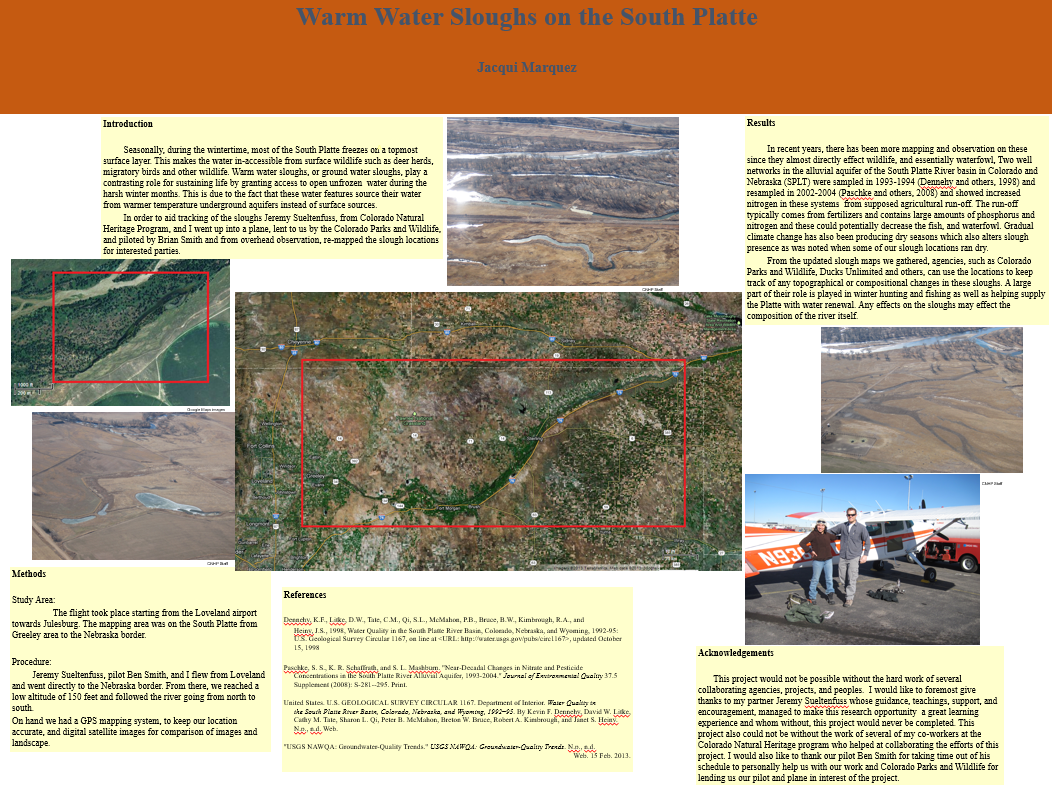 Warm Water Sloughs on the South Platte
Jacqui Marquez
Introduction
Seasonally, during the wintertime, most of the South Platte freezes on a topmost
surface layer. This makes the water in-accessible from surface wildlife such as deer herds,
migratory birds and other wildlife. Warm water sloughs, or ground water sloughs, play a
contrasting role for sustaining life by granting access to open unfrozen water during the
harsh winter months. This is due to the fact that these water features source their water
from warmer temperature underground aquifers instead of surface sources.
In order to aid tracking of the sloughs Jeremy Sueltenfuss, from Colorado Natural
Heritage Program, and I went up into a plane, lent to us by the Colorado Parks and Wildlife,
and piloted by Brian Smith and from overhead observation, re-mapped the slough locations
for interested parties.
CNHP Staff
Google Maps images
CNHP Staff
Methods
Study Area:
The flight took place starting from the Loveland airport
towards Julesburg. The mapping area was on the South Platte from
Greeley area to the Nebraska border.
Procedure:
Jeremy Sueltenfuss, pilot Ben Smith, and I flew from Loveland
and went directly to the Nebraska border. From there, we reached a
low altitude of 150 feet and followed the river going from north to
south.
On hand we had a GPS mapping system, to keep our location
accurate, and digital satellite images for comparison of images and
landscape.
References
Dennehy, K.F., Litke, D.W., Tate, C.M., Qi, S.L., McMahon, P.B., Bruce, B.W., Kimbrough, R.A., and
Heiny, J.S., 1998, Water Quality in the South Platte River Basin, Colorado, Nebraska, and Wyoming, 1992-95:
U.S. Geological Survey Circular 1167, on line at <URL: http://water.usgs.gov/pubs/circ1167>, updated October
15, 1998
Paschke, S. S., K. R. Schaffrath, and S. L. Mashburn. "Near-Decadal Changes in Nitrate and Pesticide
Concentrations in the South Platte River Alluvial Aquifer, 1993-2004." Journal of Environmental Quality 37.5
Supplement (2008): S-281--295. Print.
United States. U.S. GEOLOGICAL SURVEY CIRCULAR 1167. Department of Interior. Water Quality in
the South Platte River Basin, Colorado, Nebraska, and Wyoming, 1992–95. By Kevin F. Dennehy, David W. Litke,
Cathy M. Tate, Sharon L. Qi, Peter B. McMahon, Breton W. Bruce, Robert A. Kimbrough, and Janet S. Heiny.
N.p., n.d. Web.
"USGS NAWQA: Groundwater-Quality Trends." USGS NAWQA: Groundwater-Quality Trends. N.p., n.d.
Web. 15 Feb. 2013.
Results
In recent years, there has been more mapping and observation on these
since they almost directly effect wildlife, and essentially waterfowl, Two well
networks in the alluvial aquifer of the South Platte River basin in Colorado and
Nebraska (SPLT) were sampled in 1993-1994 (Dennehy and others, 1998) and
resampled in 2002-2004 (Paschke and others, 2008) and showed increased
nitrogen in these systems from supposed agricultural run-off. The run-off
typically comes from fertilizers and contains large amounts of phosphorus and
nitrogen and these could potentially decrease the fish, and waterfowl. Gradual
climate change has also been producing dry seasons which also alters slough
presence as was noted when some of our slough locations ran dry.
From the updated slough maps we gathered, agencies, such as Colorado
Parks and Wildlife, Ducks Unlimited and others, can use the locations to keep
track of any topographical or compositional changes in these sloughs. A large
part of their role is played in winter hunting and fishing as well as helping supply
the Platte with water renewal. Any effects on the sloughs may effect the
composition of the river itself.
CNHP Staff
Acknowledgements
This project would not be possible without the hard work of several
collaborating agencies, projects, and peoples. I would like to foremost give
thanks to my partner Jeremy Sueltenfuss whose guidance, teachings, support, and
encouragement, managed to make this research opportunity a great learning
experience and whom without, this project would never be completed. This
project also could not be without the work of several of my co-workers at the
Colorado Natural Heritage program who helped at collaborating the efforts of this
project. I would also like to thank our pilot Ben Smith for taking time out of his
schedule to personally help us with our work and Colorado Parks and Wildlife for
lending us our pilot and plane in interest of the project.